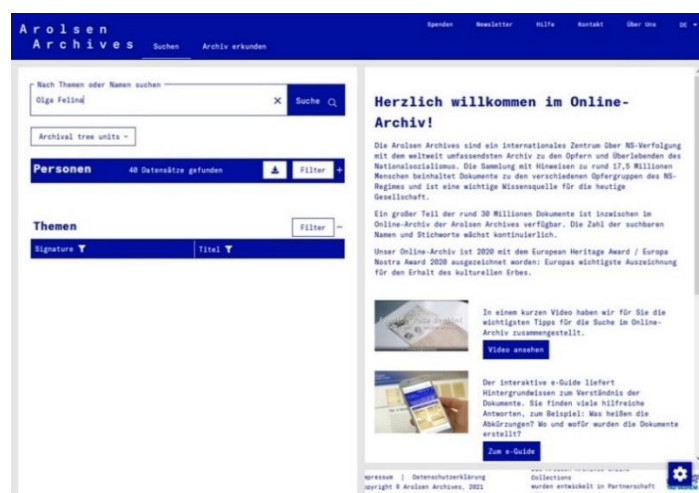 Arolsen
Archives
Suchen
Archiv erkunden
Spenden
Newsletter
Hilfe
Kontakt
Über Uns
DE
Nach Themen oder Namen suchen
Olga Felina
Suche
Archival tree units
Personen
40 Datensätze gefunden
Filter +
Themen
Filter −
Signature
Titel
Herzlich willkommen im Online-
Archiv!
Die Arolsen Archives sind ein internationales Zentrum über NS-Verfolgung
mit dem weltweit umfassendsten Archiv zu den Opfern und Überlebenden des
Nationalsozialismus. Die Sammlung mit Hinweisen zu rund 17,5 Millionen
Menschen beinhaltet Dokumente zu den verschiedenen Opfergruppen des NS-
Regimes und ist eine wichtige Wissensquelle für die heutige
Gesellschaft.
Ein großer Teil der rund 30 Millionen Dokumente ist inzwischen im
Online-Archiv der Arolsen Archives verfügbar. Die Zahl der suchbaren
Namen und Stichworte wächst kontinuierlich.
Unser Online-Archiv ist 2020 mit dem European Heritage Award / Europa
Nostra Award 2020 ausgezeichnet worden: Europas wichtigste Auszeichnung
für den Erhalt des kulturellen Erbes.
In einem kurzen Video haben wir für Sie die
wichtigsten Tipps für die Suche im Online-
Archiv zusammengestellt.
Video ansehen
Der interaktive e-Guide liefert
Hintergrundwissen zum Verständnis der
Dokumente. Sie finden viele hilfreiche
Antworten, zum Beispiel: Was heißen die
Abkürzungen? Wo und wofür wurden die Dokumente
erstellt?
Zum e-Guide
mpressum | Datenschutzerklärung
opyright © Arolsen Archives, 2021
Collections
wurden entwickelt in Partnerschaft